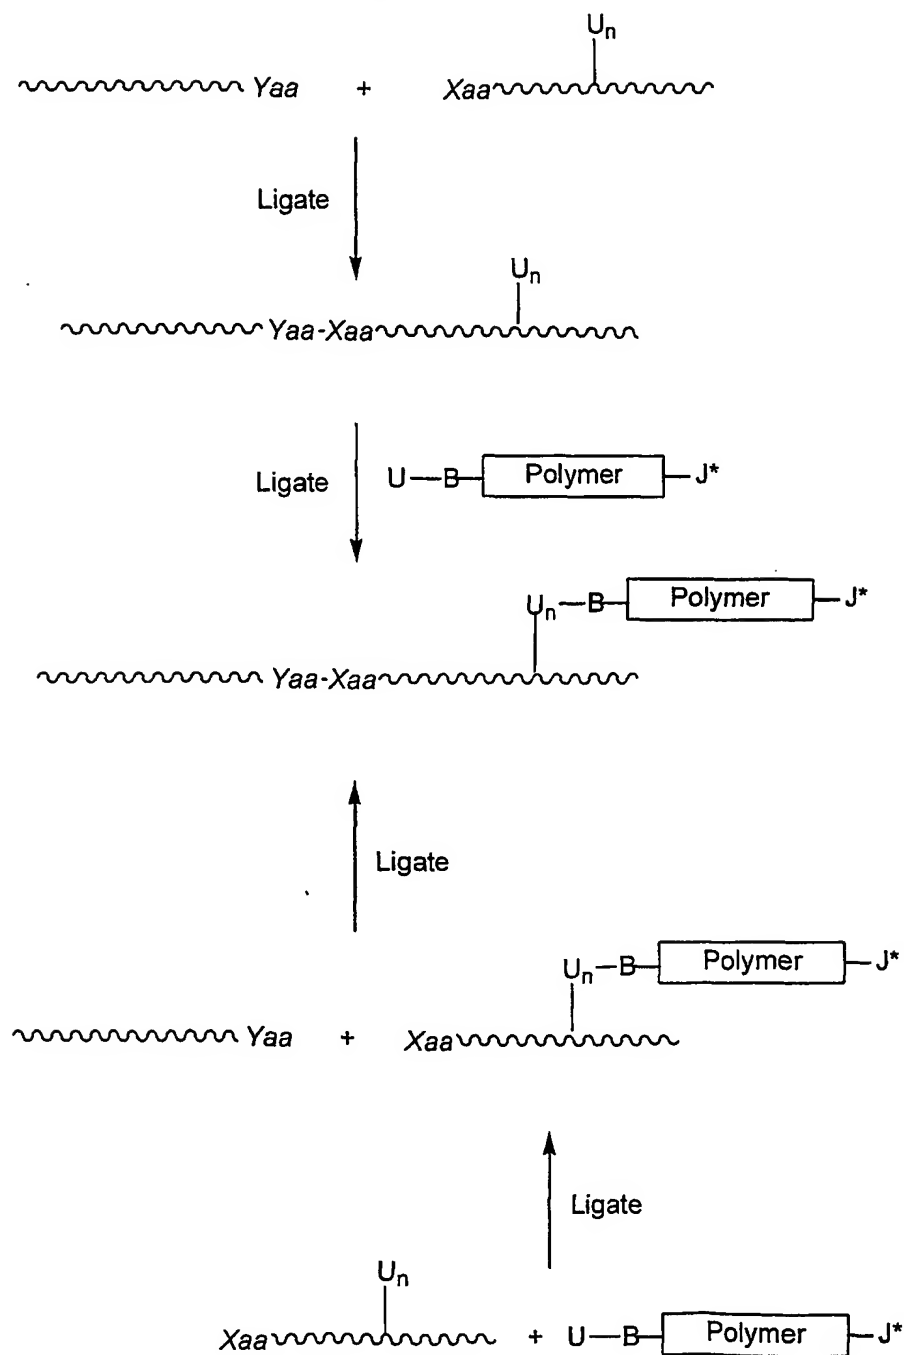 Uₙ
Yaa + Xaa
Ligate
Uₙ
Yaa-Xaa
Ligate U—B—Polymer—J*
Uₙ—B—Polymer—J*
Yaa-Xaa
Ligate
Uₙ—B—Polymer—J*
Yaa + Xaa
Ligate
Uₙ
Xaa + U—B—Polymer—J*